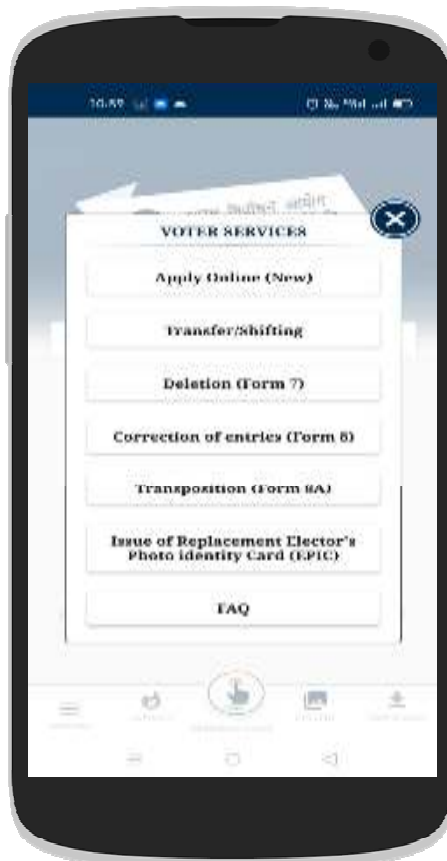 VOTER SERVICES
Apply Online (New)
Transfer/Shifting
Deletion (Form 7)
Correction of entries (Form 8)
Transposition (Form 8A)
Issue of Replacement Elector's
Photo identity Card (EPIC)
FAQ